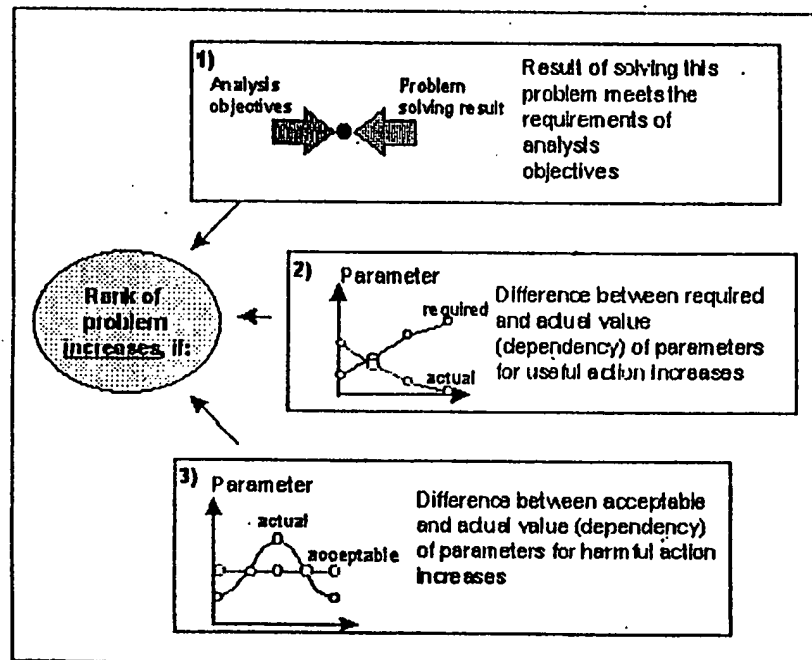 1)
Analysis
objectives
Problem
solving result
Result of solving this
problem meets the
requirements of
analysis
objectives
Rank of
problem
increases, if:
2)
Parameter
required
actual
Difference between required
and actual value
(dependency) of parameters
for useful action increases
3)
Parameter
actual
acceptable
Difference between acceptable
and actual value (dependency)
of parameters for harmful action
increases